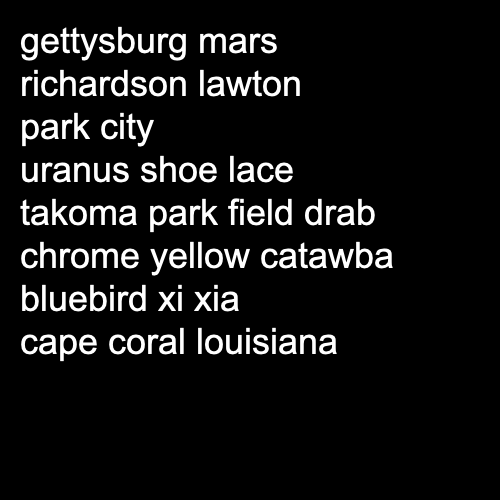 gettysburg mars
richardson lawton
park city
uranus shoe lace
takoma park field drab
chrome yellow catawba
bluebird xi xia
cape coral louisiana